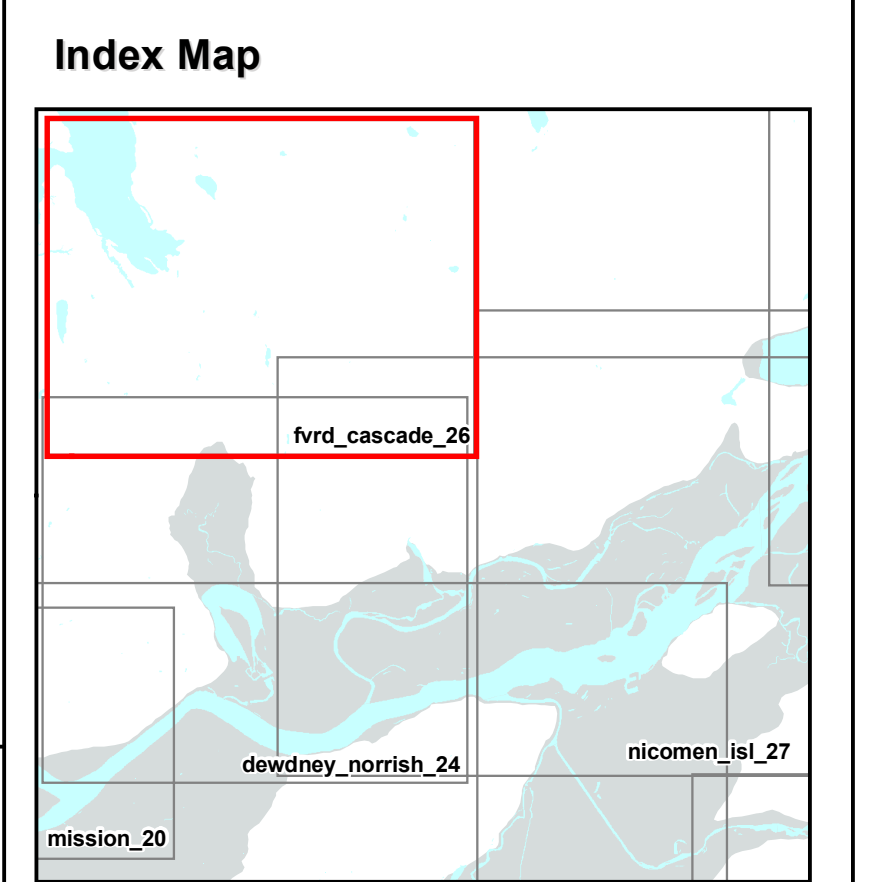 Index Map
fvrd_cascade_26
nicomen_isl_27
dewdney_norrish_24
mission_20